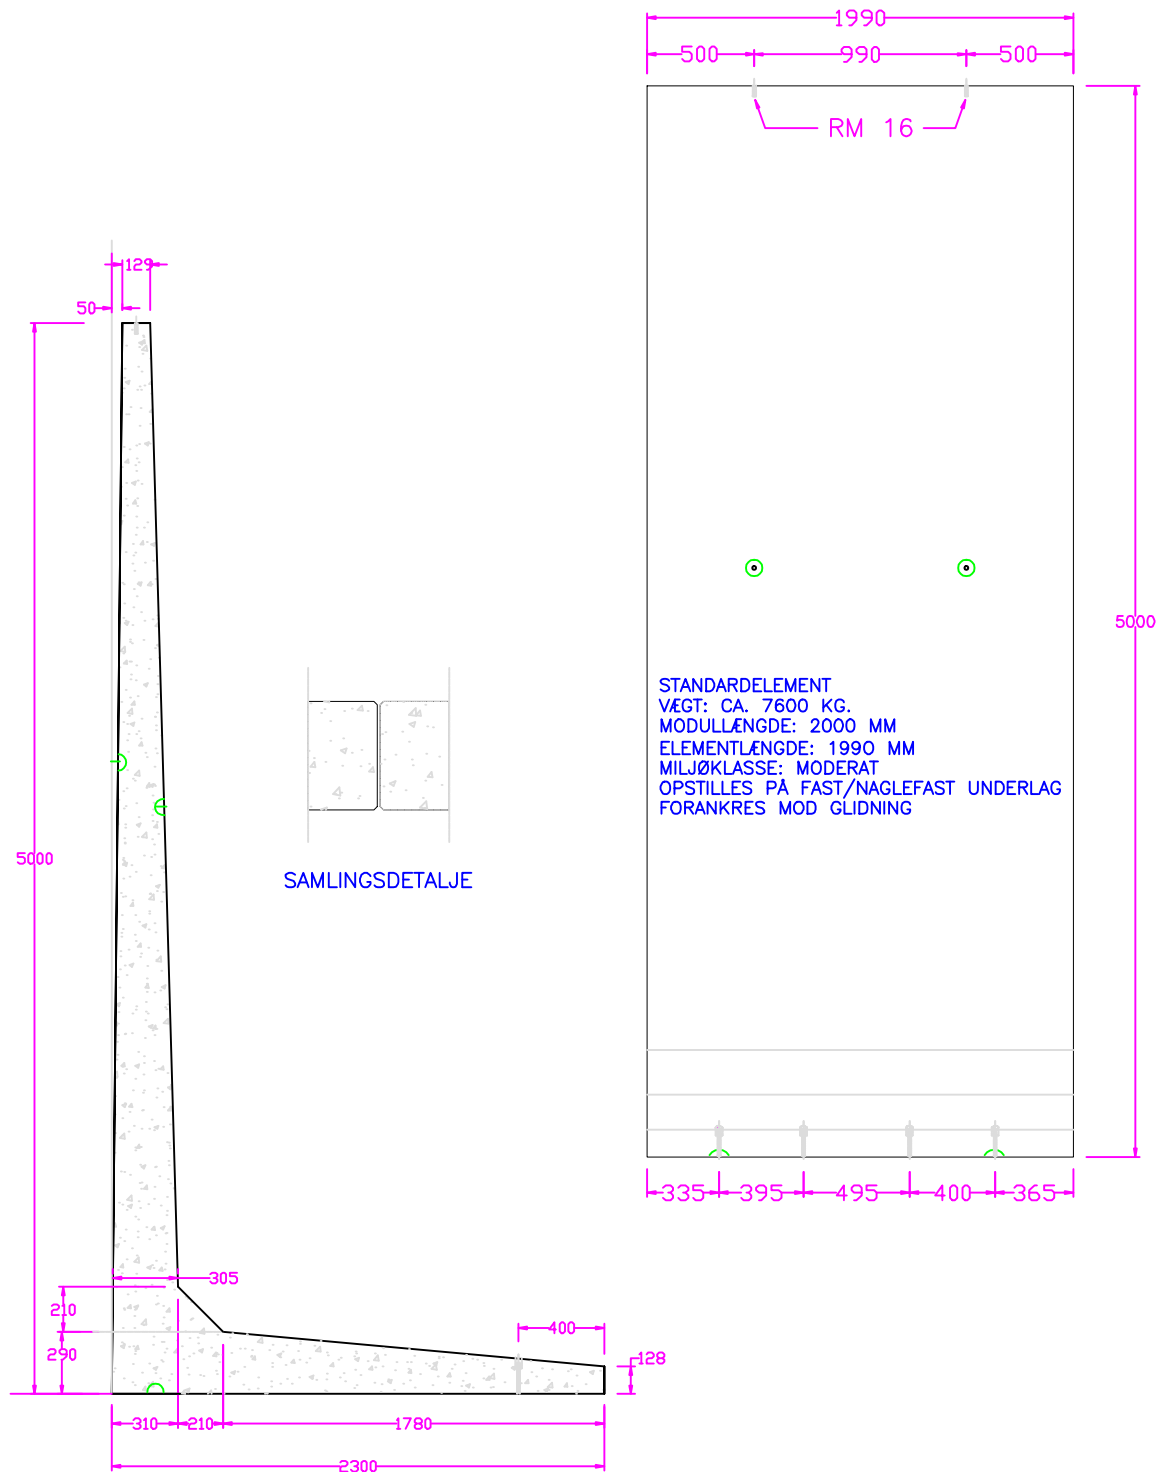 1990
500 990 500
RM 16
129
50
5000
5000
STANDARDELEMENT
VÆGT: CA. 7600 KG.
MODULLÆNGDE: 2000 MM
ELEMENTLÆNGDE: 1990 MM
MILJØKLASSE: MODERAT
OPSTILLES PÅ FAST/NAGLEFAST UNDERLAG
FORANKRES MOD GLIDNING
SAMLINGSDETALJE
335 395 495 400 365
305
210
290
400
128
310 210 1780
2300